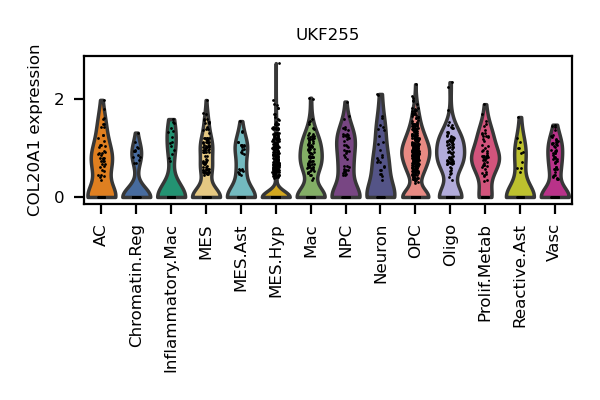 UKF255
COL20A1 expression
2
0
AC
Chromatin.Reg
Inflammatory.Mac
MES
MES.Ast
MES.Hyp
Mac
NPC
Neuron
OPC
Oligo
Prolif.Metab
Reactive.Ast
Vasc